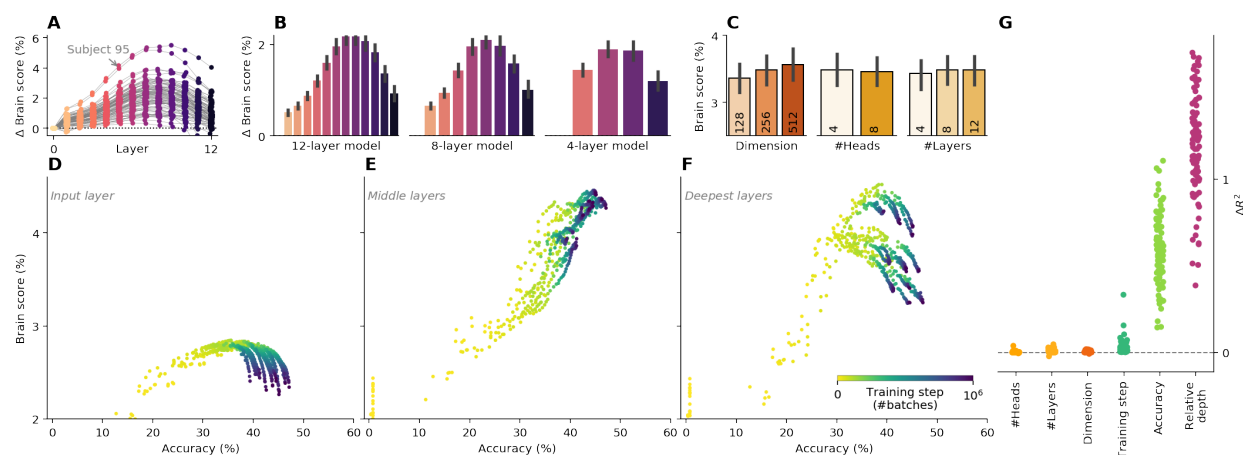 A
Δ Brain score (%)
6
4
2
0
Subject 95
0
Layer
12
B
Δ Brain score (%)
2
0
12-layer model
8-layer model
4-layer model
C
Brain score (%)
4
3
128
256
512
Dimension
4
8
#Heads
4
8
12
#Layers
D
Input layer
Brain score (%)
4
3
2
0
10
20
30
40
50
60
Accuracy (%)
E
Middle layers
0
10
20
30
40
50
60
Accuracy (%)
F
Deepest layers
0
10
20
30
40
50
60
Accuracy (%)
0
Training step
(#batches)
10⁶
G
1
0
ΔR²
#Heads
#Layers
Dimension
Training step
Accuracy
Relative
depth